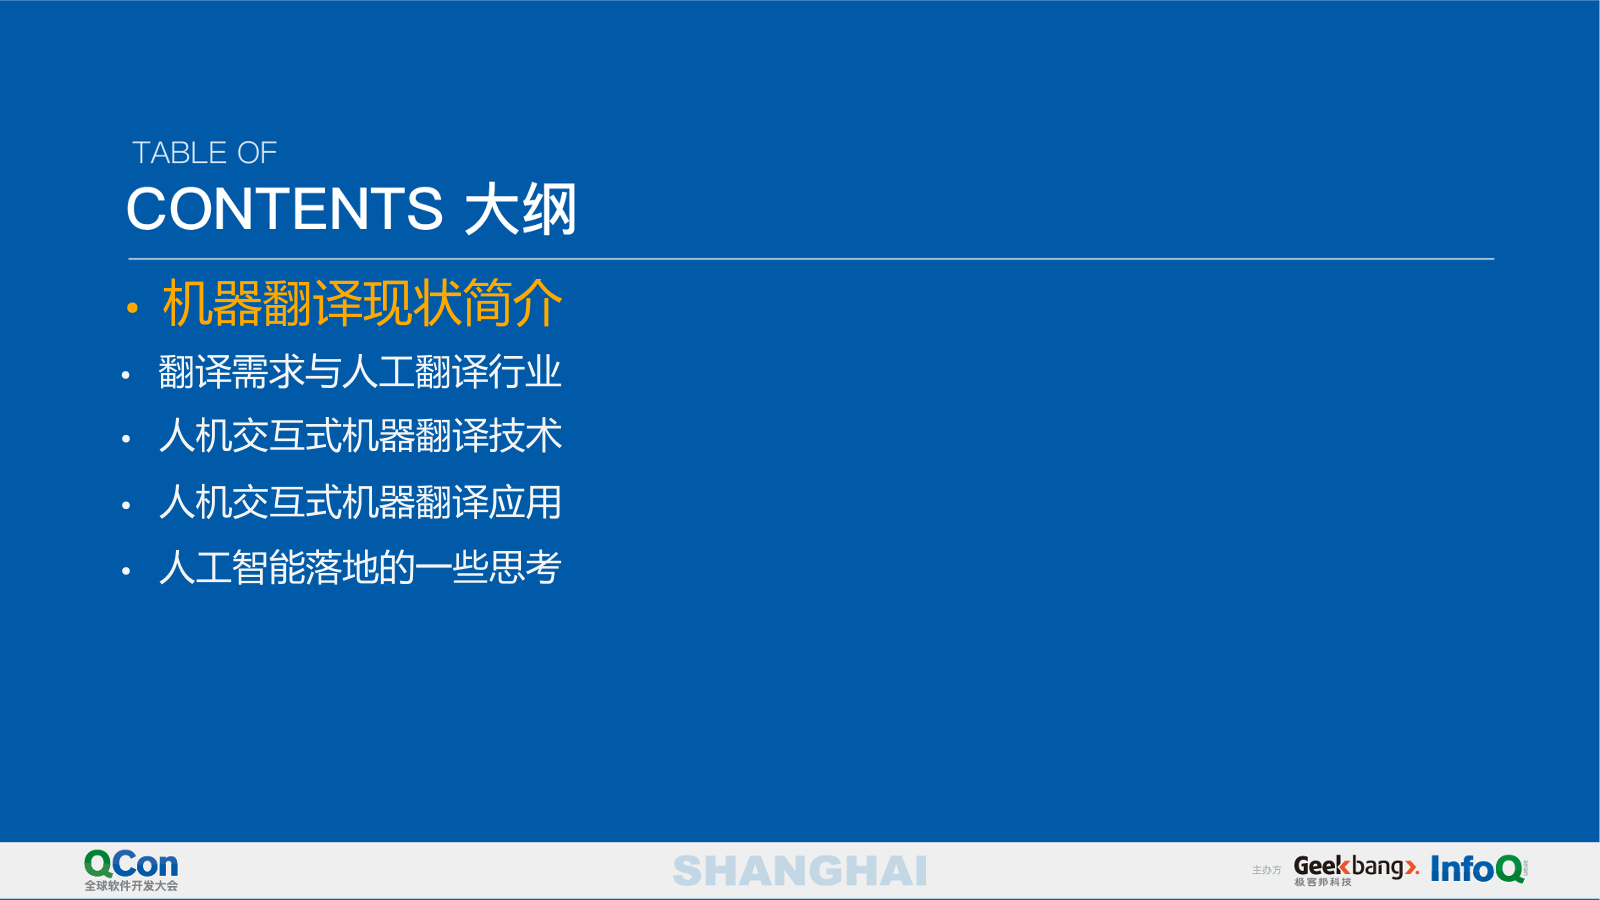 TABLE OF
CONTENTS 大纲
• 机器翻译现状简介
• 翻译需求与人工翻译行业
• 人机交互式机器翻译技术
• 人机交互式机器翻译应用
• 人工智能落地的一些思考
QCon
全球软件开发大会
SHANGHAI
主办方
Geekbang>.
极客邦科技
InfoQ